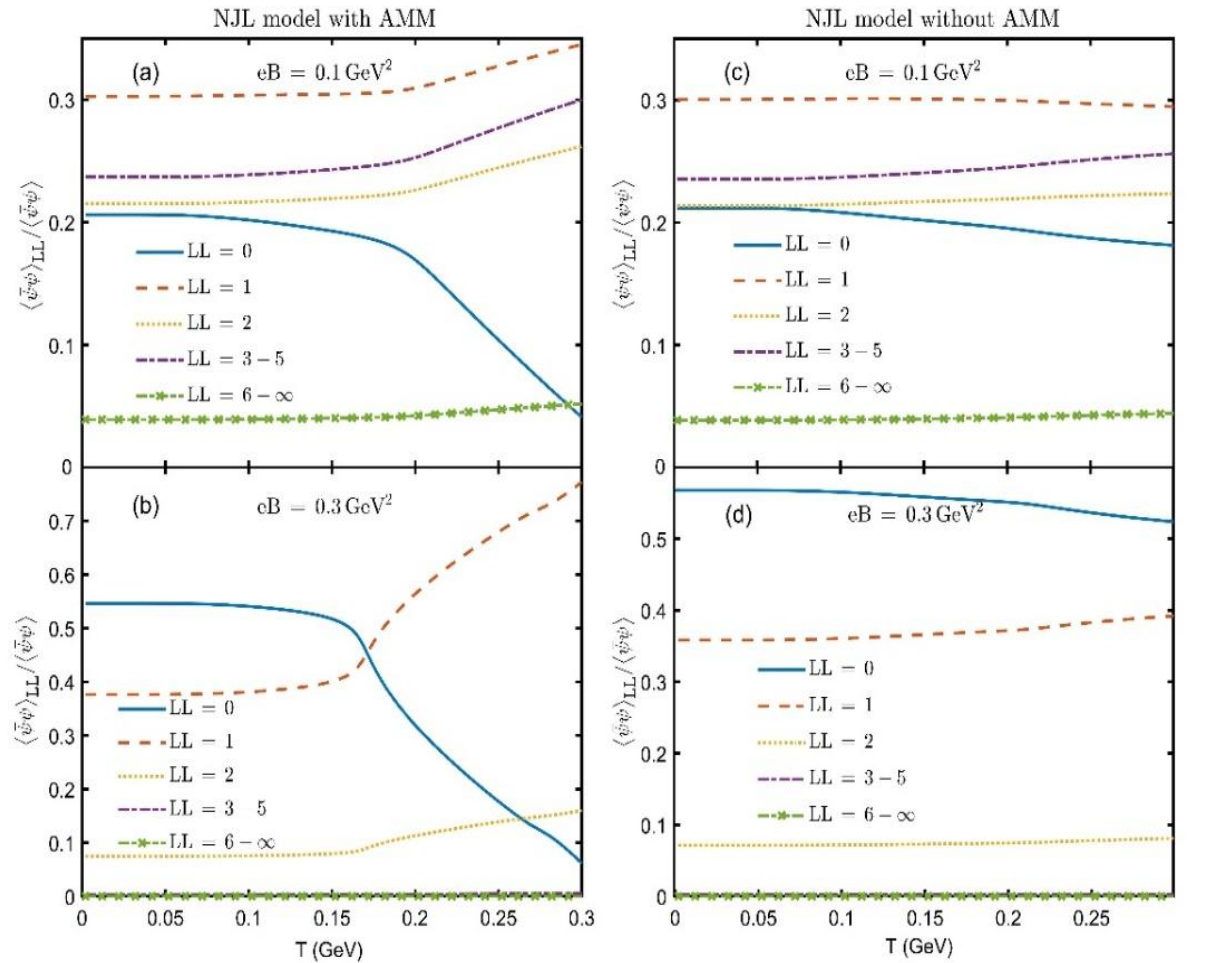 NJL model with AMM
(a) eB = 0.1 GeV²
0.3
0.2
0.1
0
⟨ψ̄ψ⟩LL/⟨ψ̄ψ⟩
LL = 0
LL = 1
LL = 2
LL = 3 − 5
LL = 6 − ∞
(b) eB = 0.3 GeV²
0.7
0.6
0.5
0.4
0.3
0.2
0.1
0
⟨ψ̄ψ⟩LL/⟨ψ̄ψ⟩
LL = 0
LL = 1
LL = 2
LL = 3 5
LL = 6 − ∞
0 0.05 0.1 0.15 0.2 0.25 0.3
T (GeV)
NJL model without AMM
(c) eB = 0.1 GeV²
0.3
0.2
0.1
0
⟨ψ̄ψ⟩LL/⟨ψ̄ψ⟩
LL = 0
LL = 1
LL = 2
LL = 3 − 5
LL = 6 − ∞
(d) eB = 0.3 GeV²
0.5
0.4
0.3
0.2
0.1
0
⟨ψ̄ψ⟩LL/⟨ψ̄ψ⟩
LL = 0
LL = 1
LL = 2
LL = 3 − 5
LL = 6 − ∞
0 0.05 0.1 0.15 0.2 0.25
T (GeV)